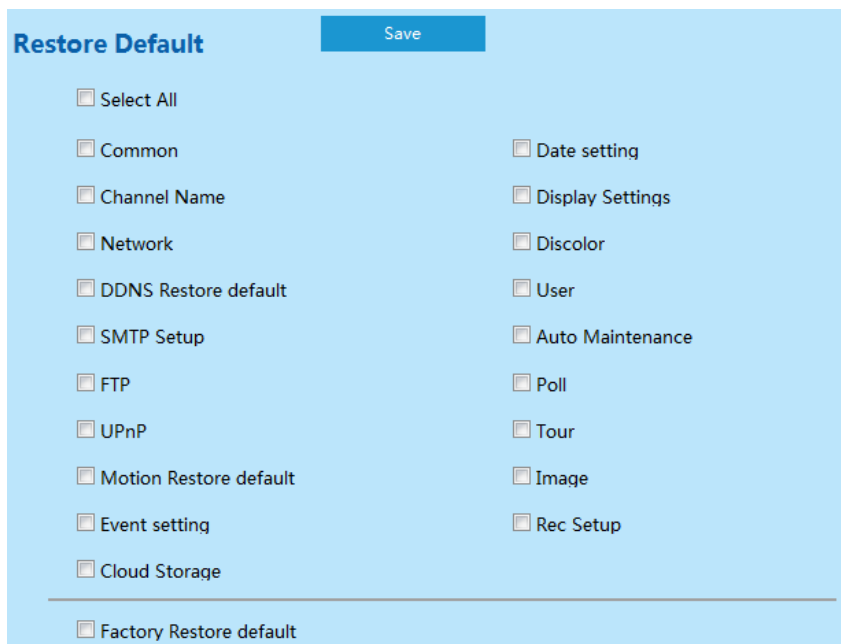 Restore Default
Save
Select All
Common
Date setting
Channel Name
Display Settings
Network
Discolor
DDNS Restore default
User
SMTP Setup
Auto Maintenance
FTP
Poll
UPnP
Tour
Motion Restore default
Image
Event setting
Rec Setup
Cloud Storage
Factory Restore default